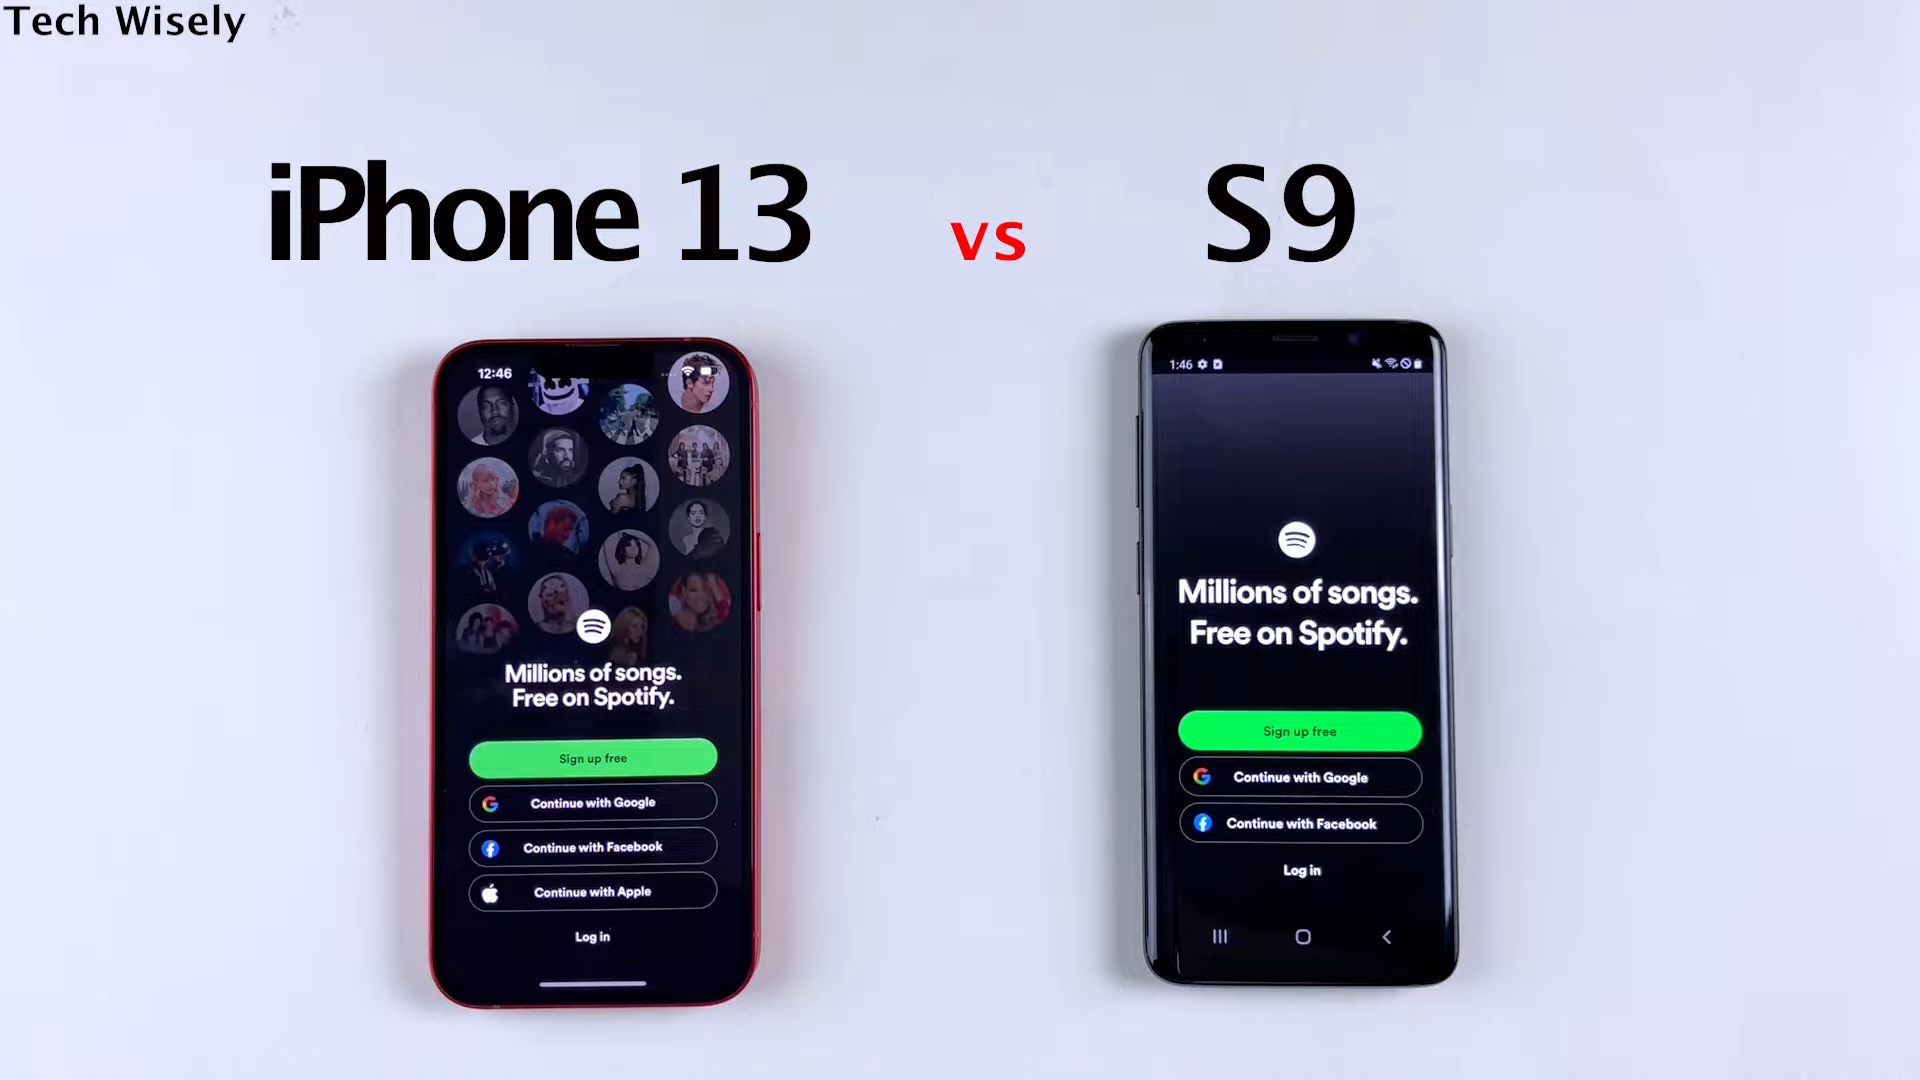 Tech Wisely
iPhone 13 vs S9
12:46
Millions of songs.
Free on Spotify.
Sign up free
Continue with Google
Continue with Facebook
Continue with Apple
Log in
1:46
Millions of songs.
Free on Spotify.
Sign up free
Continue with Google
Continue with Facebook
Log in